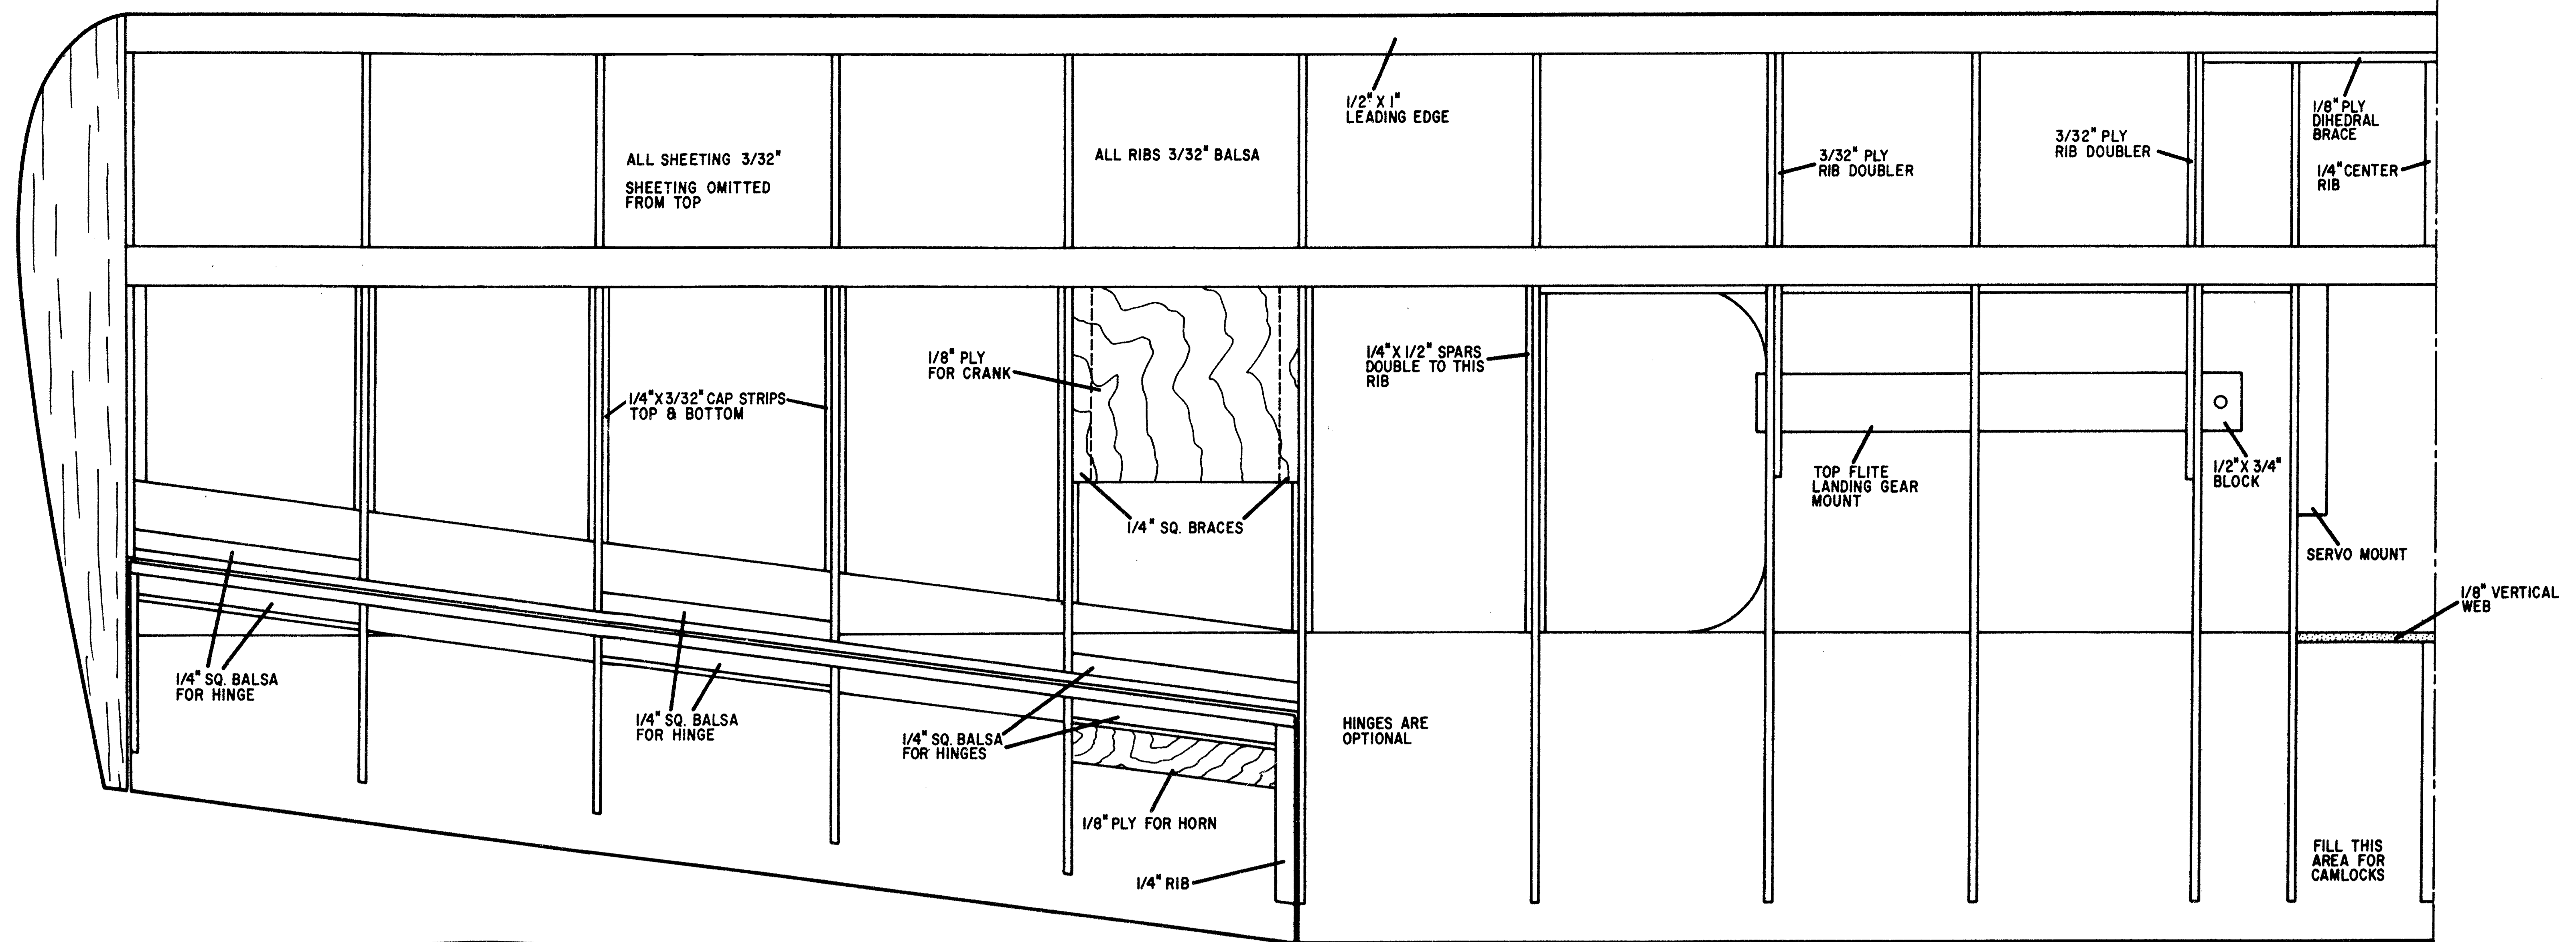 1/2" X 1"
LEADING EDGE
1/8" PLY
DIHEDRAL
BRACE
ALL SHEETING 3/32"
SHEETING OMITTED
FROM TOP
ALL RIBS 3/32" BALSA
3/32" PLY
RIB DOUBLER
3/32" PLY
RIB DOUBLER
1/4" CENTER
RIB
1/8" PLY
FOR CRANK
1/4" X 1/2" SPARS
DOUBLE TO THIS
RIB
1/4" X 3/32" CAP STRIPS
TOP & BOTTOM
TOP FLITE
LANDING GEAR
MOUNT
1/2" X 3/4"
BLOCK
1/4" SQ. BRACES
SERVO MOUNT
1/8" VERTICAL
WEB
1/4" SQ. BALSA
FOR HINGE
1/4" SQ. BALSA
FOR HINGE
1/4" SQ. BALSA
FOR HINGES
HINGES ARE
OPTIONAL
1/8" PLY FOR HORN
1/4" RIB
FILL THIS
AREA FOR
CAMLOCKS